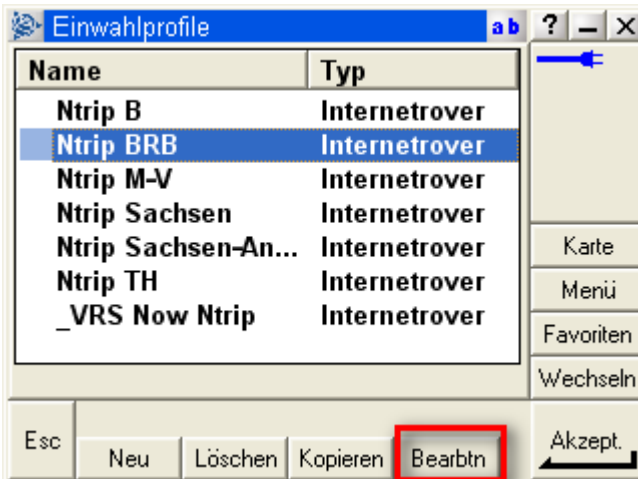 Einwahlprofile ab ? – ×
Name Typ
Ntrip B Internetrover
Ntrip BRB Internetrover
Ntrip M-V Internetrover
Ntrip Sachsen Internetrover
Ntrip Sachsen-An... Internetrover
Ntrip TH Internetrover
_VRS Now Ntrip Internetrover
Karte
Menü
Favoriten
Wechseln
Esc Neu Löschen Kopieren Bearbtn Akzept.